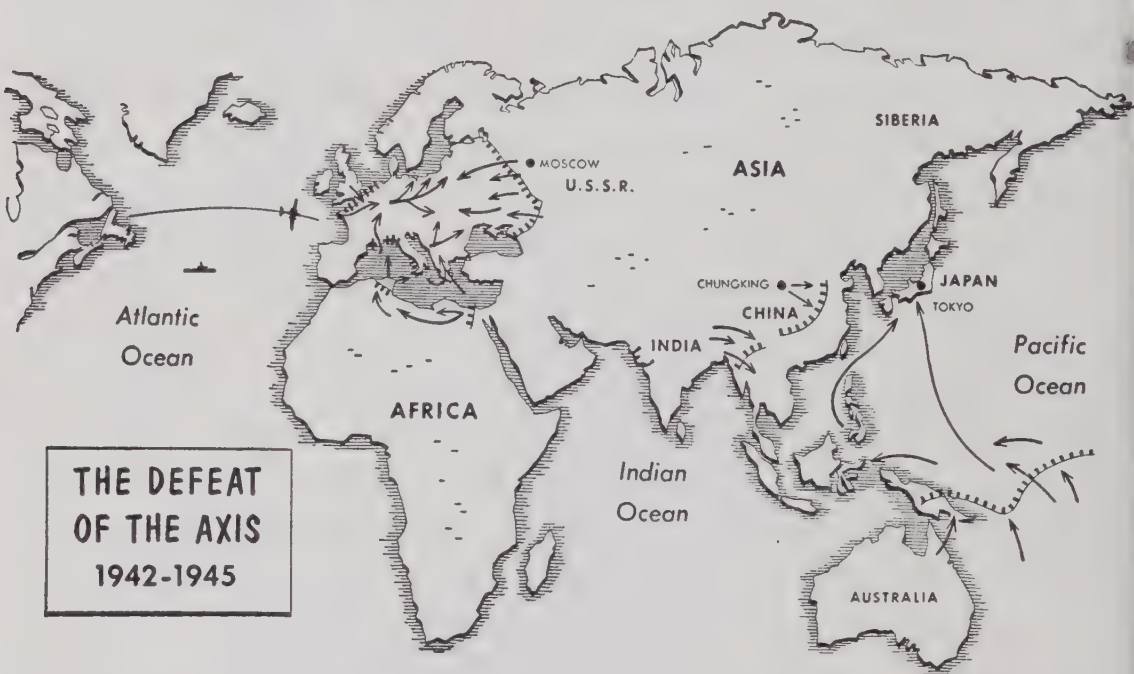 SIBERIA
MOSCOW
U.S.S.R.
ASIA
CHUNGKING
CHINA
JAPAN
TOKYO
Atlantic
Ocean
INDIA
Pacific
Ocean
AFRICA
Indian
Ocean
THE DEFEAT
OF THE AXIS
1942-1945
AUSTRALIA